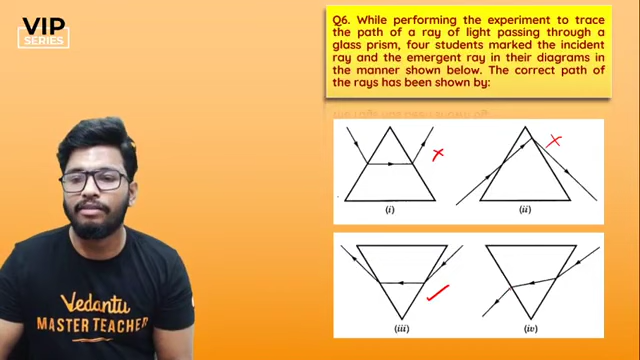 VIP
SERIES
Q6. While performing the experiment to trace
the path of a ray of light passing through a
glass prism, four students marked the incident
ray and the emergent ray in their diagrams in
the manner shown below. The correct path of
the rays has been shown by:
(i)
(ii)
(iii)
(iv)
Vedantu
MASTER TEACHER